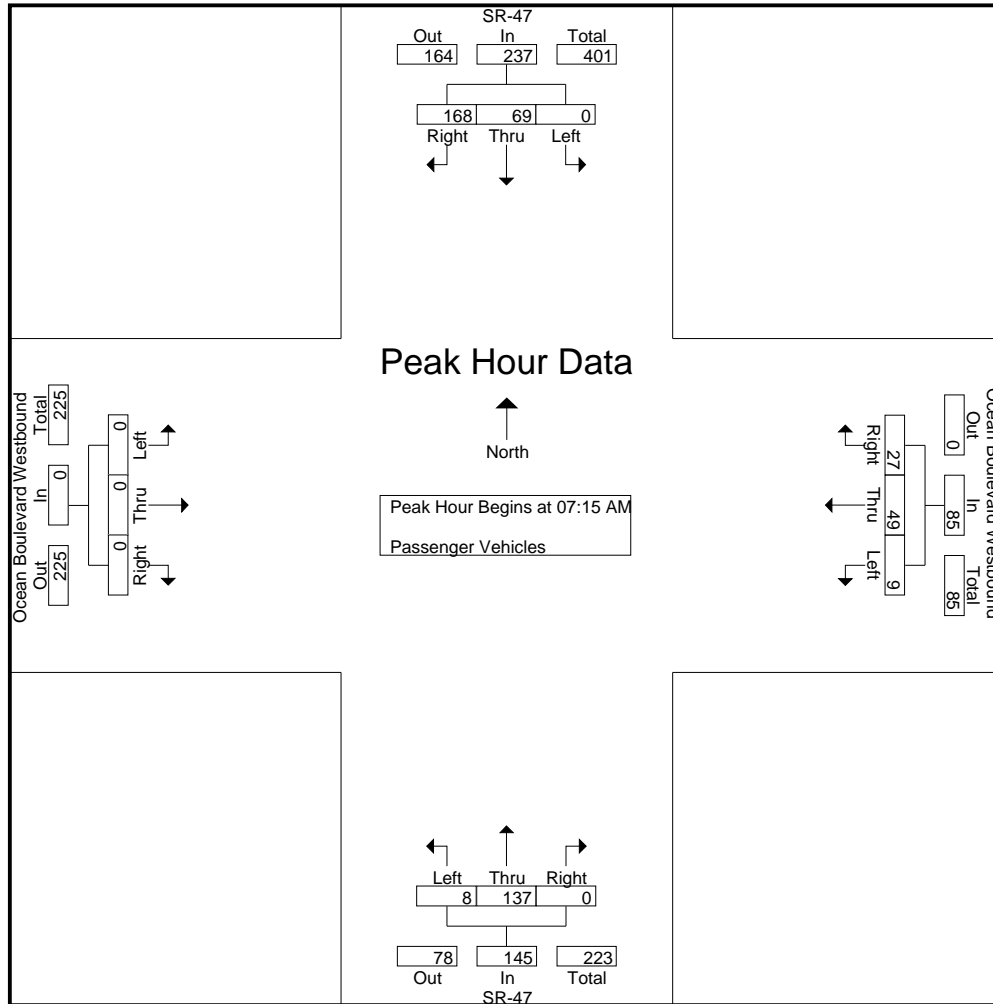 SR-47
Out In Total
164 237 401
168 69 0
Right Thru Left
Peak Hour Data
North
Peak Hour Begins at 07:15 AM
Passenger Vehicles
Ocean Boulevard Westbound
Total In Out
225 0 225
0 0 0
Left Thru Right
Ocean Boulevard Westbound
Out In Total
0 85 85
27 49 9
Right Thru Left
Left Thru Right
8 137 0
78 145 223
Out In Total
SR-47